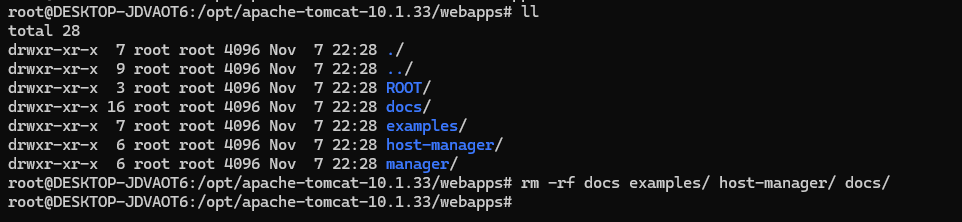 root@DESKTOP-JDVAOT6:/opt/apache-tomcat-10.1.33/webapps# ll
total 28
drwxr-xr-x  7 root root 4096 Nov  7 22:28 ./
drwxr-xr-x  9 root root 4096 Nov  7 22:28 ../
drwxr-xr-x  3 root root 4096 Nov  7 22:28 ROOT/
drwxr-xr-x 16 root root 4096 Nov  7 22:28 docs/
drwxr-xr-x  7 root root 4096 Nov  7 22:28 examples/
drwxr-xr-x  6 root root 4096 Nov  7 22:28 host-manager/
drwxr-xr-x  6 root root 4096 Nov  7 22:28 manager/
root@DESKTOP-JDVAOT6:/opt/apache-tomcat-10.1.33/webapps# rm -rf docs examples/ host-manager/ docs/
root@DESKTOP-JDVAOT6:/opt/apache-tomcat-10.1.33/webapps#